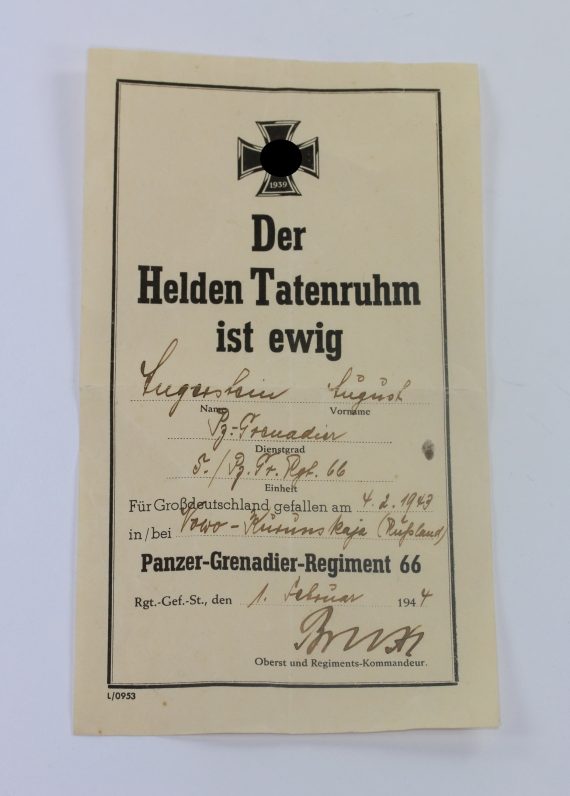 1939
Der
Helden Tatenruhm
ist ewig
August
Name Vorname
Pz.-Grenadier
Dienstgrad
5./Pz. Gr. Rgt. 66
Einheit
Für Großdeutschland gefallen am 4.2.1943
in/bei (Rußland)
Panzer-Grenadier-Regiment 66
Rgt.-Gef.-St., den 1. Februar 1944
Oberst und Regiments-Kommandeur.
L/0953